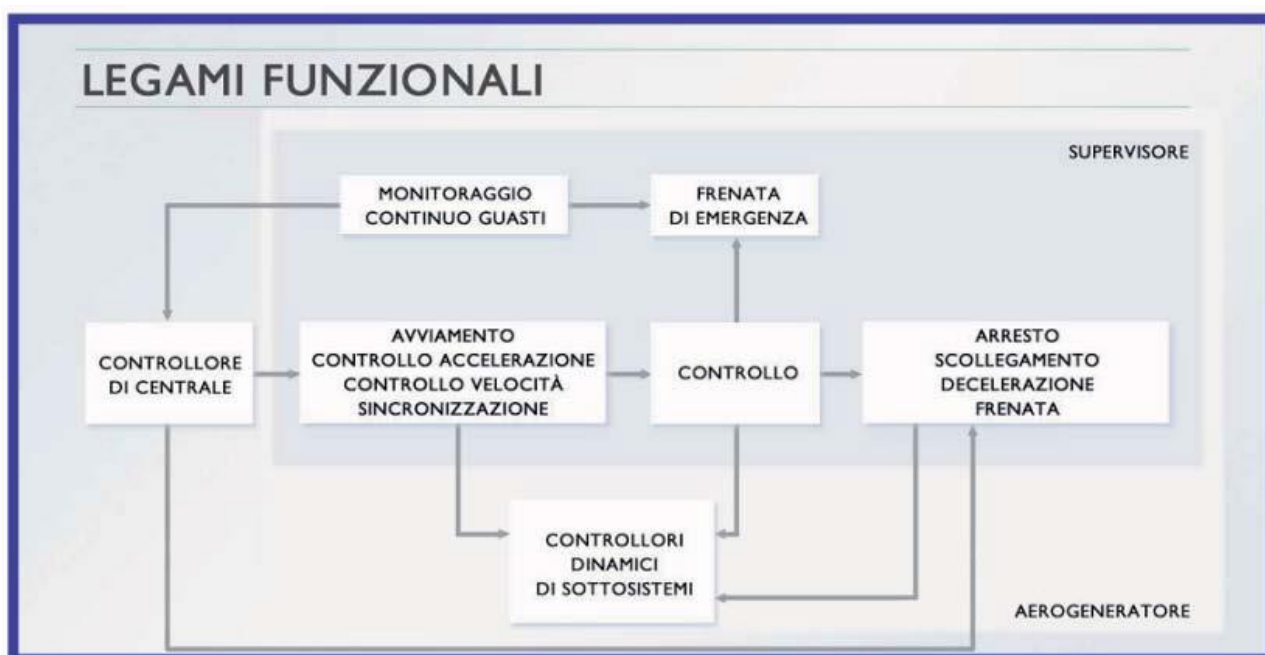 LEGAMI FUNZIONALI
SUPERVISORE
MONITORAGGIO
CONTINUO GUASTI
FRENATA
DI EMERGENZA
CONTROLLORE
DI CENTRALE
AVVIAMENTO
CONTROLLO ACCELERAZIONE
CONTROLLO VELOCITÀ
SINCRONIZZAZIONE
CONTROLLO
ARRESTO
SCOLLEGAMENTO
DECELERAZIONE
FRENATA
CONTROLLORI
DINAMICI
DI SOTTOSISTEMI
AEROGENERATORE